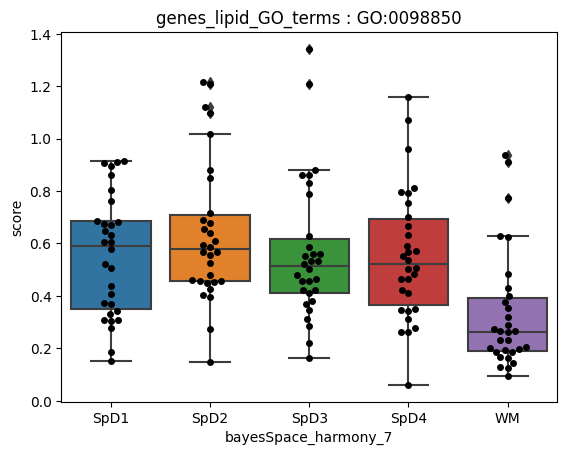 genes_lipid_GO_terms : GO:0098850
1.4
1.2
1.0
0.8
0.6
0.4
0.2
0.0
score
SpD1 SpD2 SpD3 SpD4 WM
bayesSpace_harmony_7